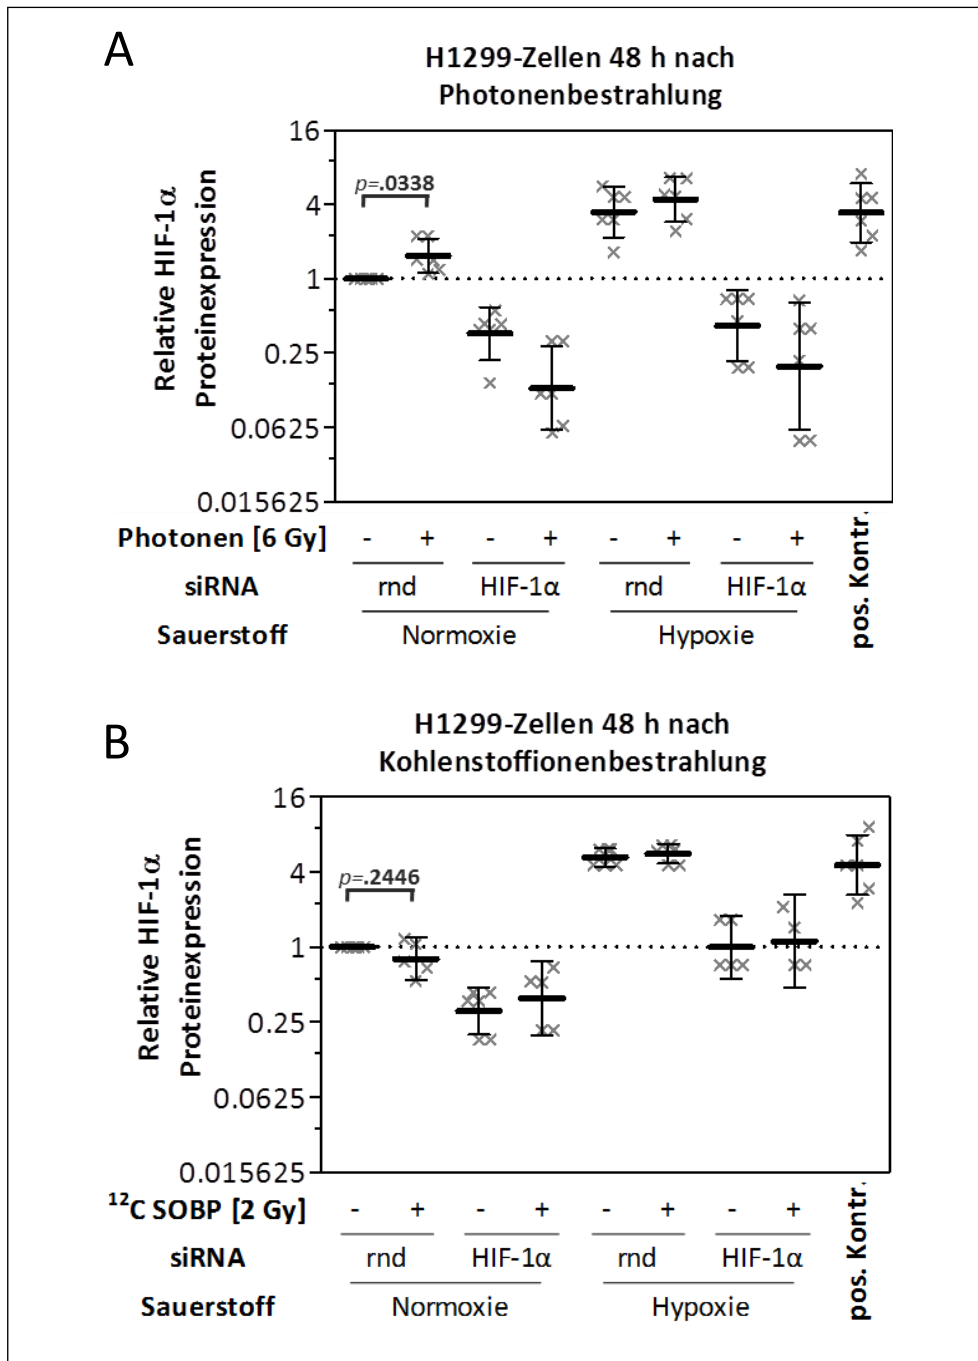 A
H1299-Zellen 48 h nach
Photonenbestrahlung
Relative HIF-1α
Proteinexpression
16
4
1
0.25
0.0625
0.015625
p=.0338
Photonen [6 Gy] - + - + - + - +
siRNA rnd HIF-1α rnd HIF-1α
Sauerstoff Normoxie Hypoxie
pos. Kontr.
B
H1299-Zellen 48 h nach
Kohlenstoffionenbestrahlung
Relative HIF-1α
Proteinexpression
16
4
1
0.25
0.0625
0.015625
p=.2446
¹²C SOBP [2 Gy] - + - + - + - +
siRNA rnd HIF-1α rnd HIF-1α
Sauerstoff Normoxie Hypoxie
pos. Kontr.